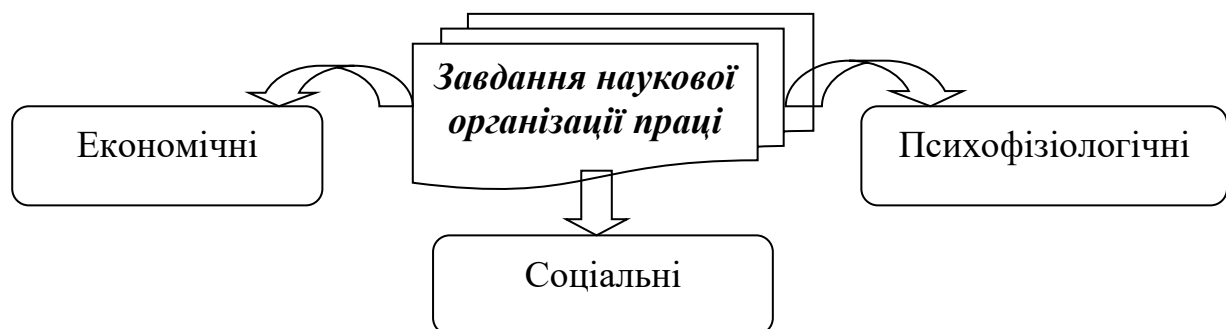 Завдання наукової
організації праці
Економічні
Психофізіологічні
Соціальні